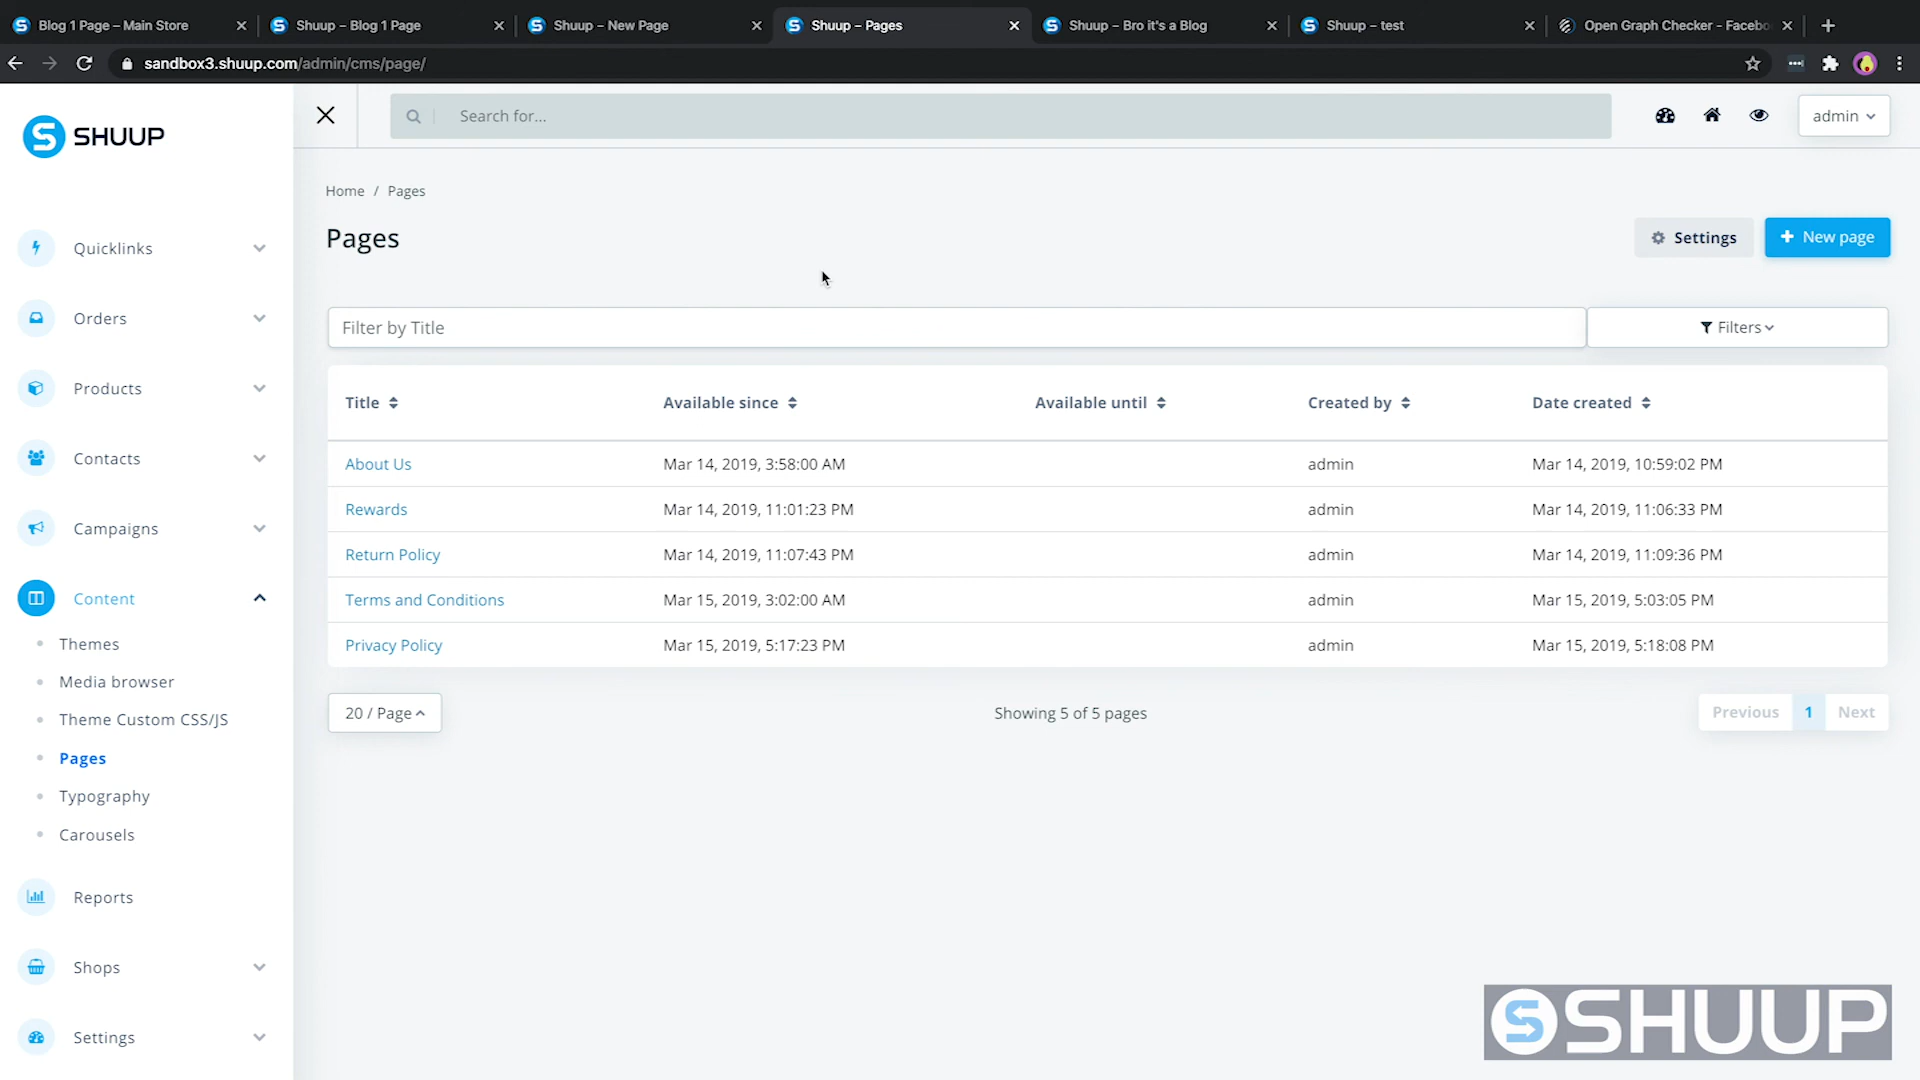 Blog 1 Page – Main Store
Shuup – Blog 1 Page
Shuup – New Page
Shuup – Pages
Shuup – Bro it's a Blog
Shuup – test
Open Graph Checker - Facebo
sandbox3.shuup.com/admin/cms/page/
SHUUP
Search for...
admin
Home / Pages
Pages
Settings
New page
Quicklinks
Orders
Products
Contacts
Campaigns
Content
Themes
Media browser
Theme Custom CSS/JS
Pages
Typography
Carousels
Reports
Shops
Settings
Filter by Title
Filters
Title Available since Available until Created by Date created
About Us Mar 14, 2019, 3:58:00 AM admin Mar 14, 2019, 10:59:02 PM
Rewards Mar 14, 2019, 11:01:23 PM admin Mar 14, 2019, 11:06:33 PM
Return Policy Mar 14, 2019, 11:07:43 PM admin Mar 14, 2019, 11:09:36 PM
Terms and Conditions Mar 15, 2019, 3:02:00 AM admin Mar 15, 2019, 5:03:05 PM
Privacy Policy Mar 15, 2019, 5:17:23 PM admin Mar 15, 2019, 5:18:08 PM
20 / Page
Showing 5 of 5 pages
Previous 1 Next
SHUUP